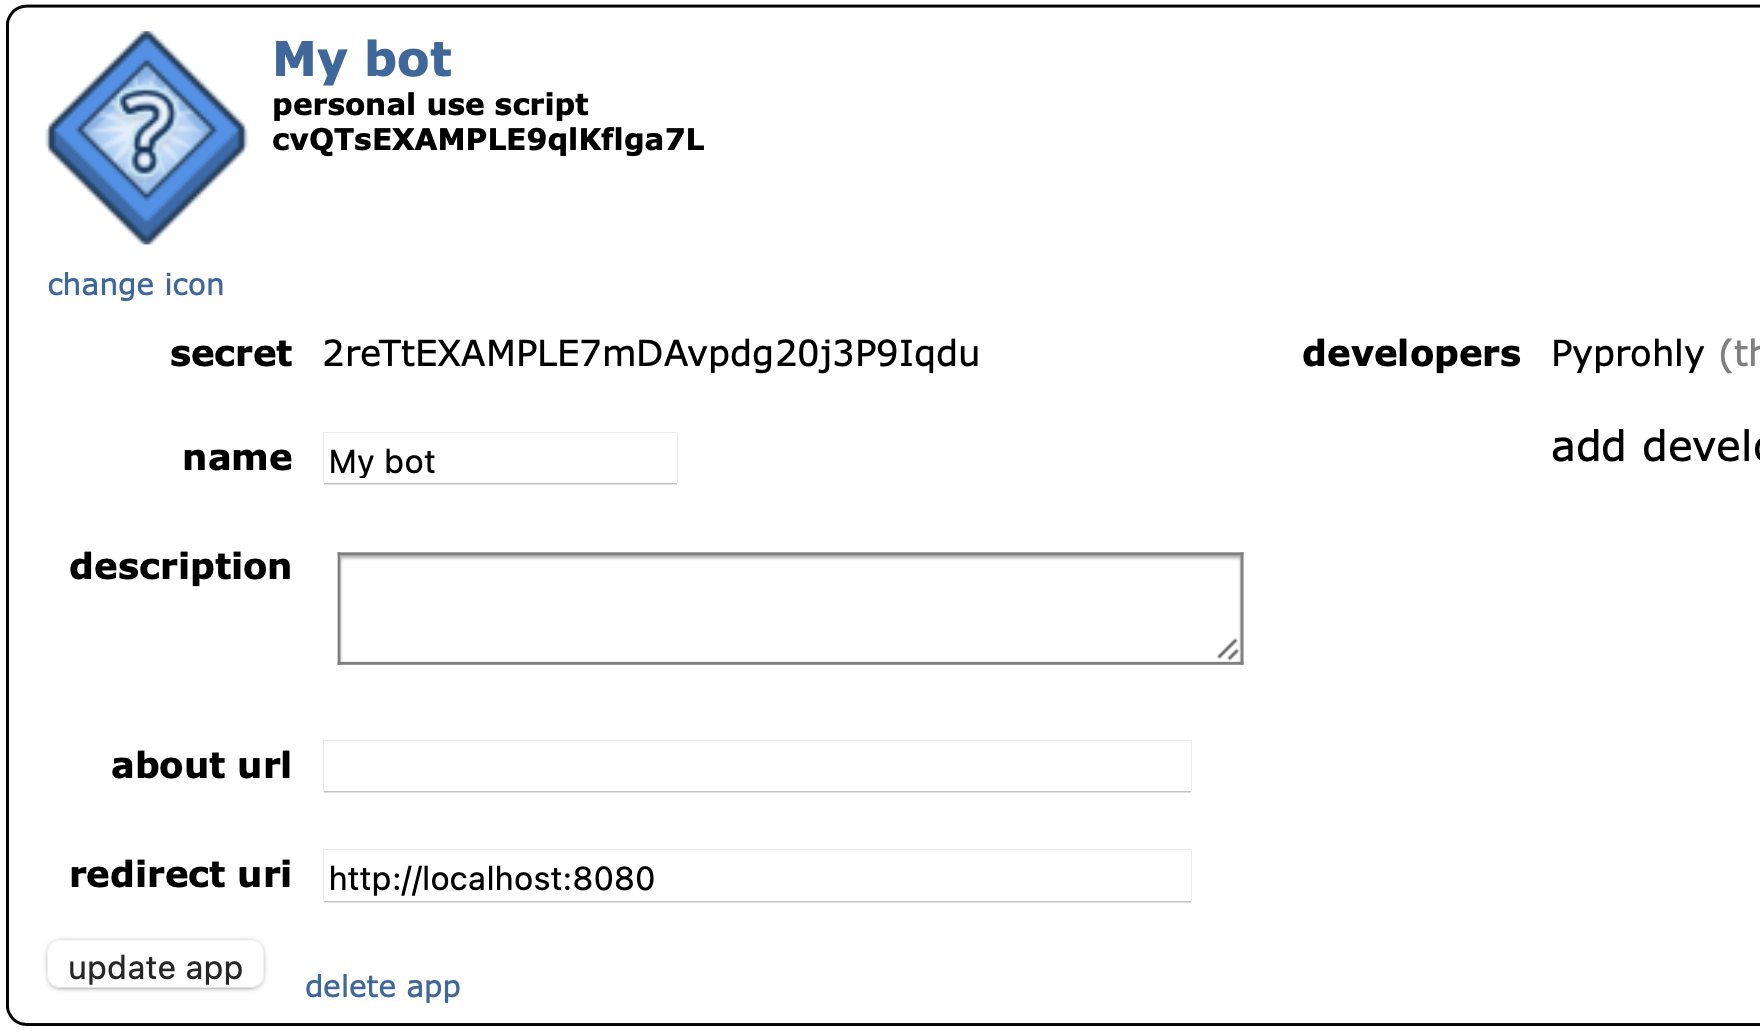 My bot
personal use script
cvQTsEXAMPLE9qlKflga7L
change icon
secret 2reTtEXAMPLE7mDAvpdg20j3P9Iqdu developers Pyprohly (th
name My bot
add develo
description
about url
redirect uri http://localhost:8080
update app delete app